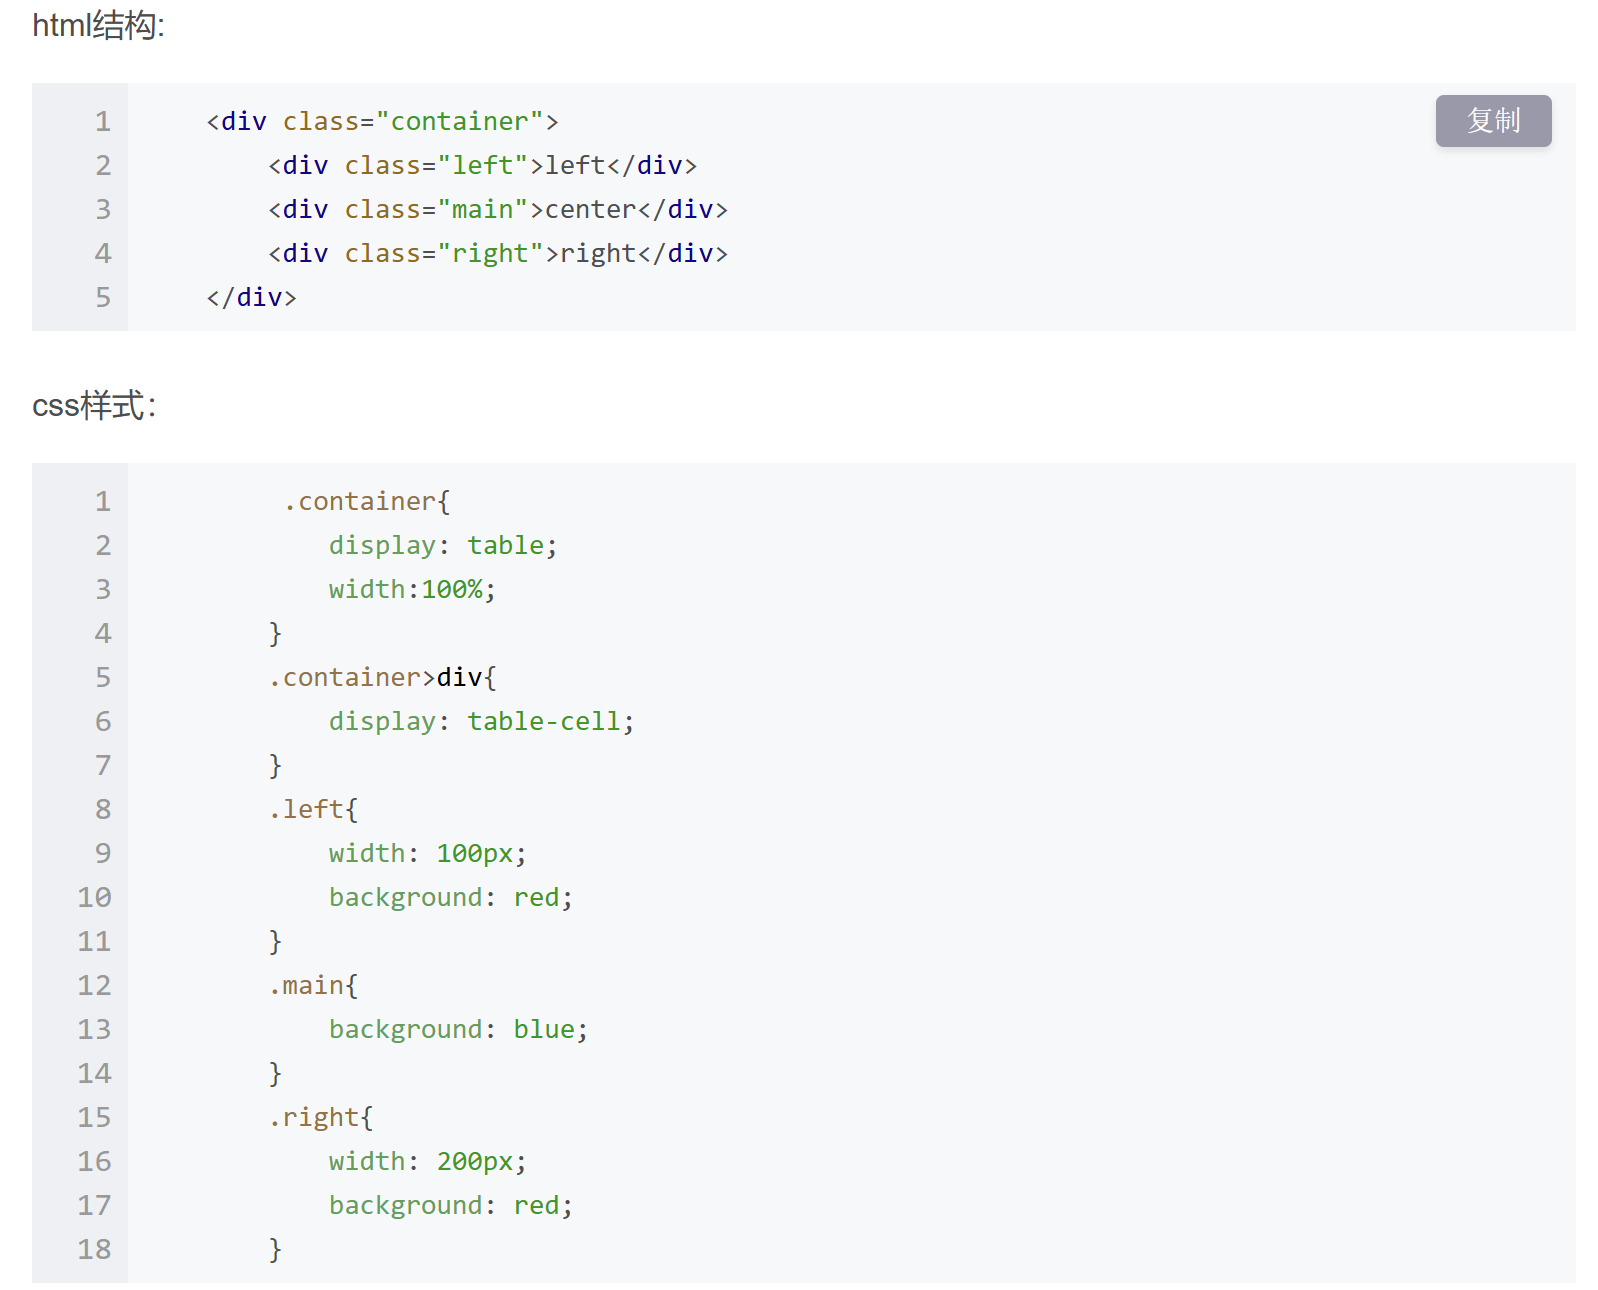 html结构:
复制
1     <div class="container">
2         <div class="left">left</div>
3         <div class="main">center</div>
4         <div class="right">right</div>
5     </div>
css样式：
1          .container{
2             display: table;
3             width:100%;
4         }
5         .container>div{
6             display: table-cell;
7         }
8         .left{
9             width: 100px;
10             background: red;
11         }
12         .main{
13             background: blue;
14         }
15         .right{
16             width: 200px;
17             background: red;
18         }